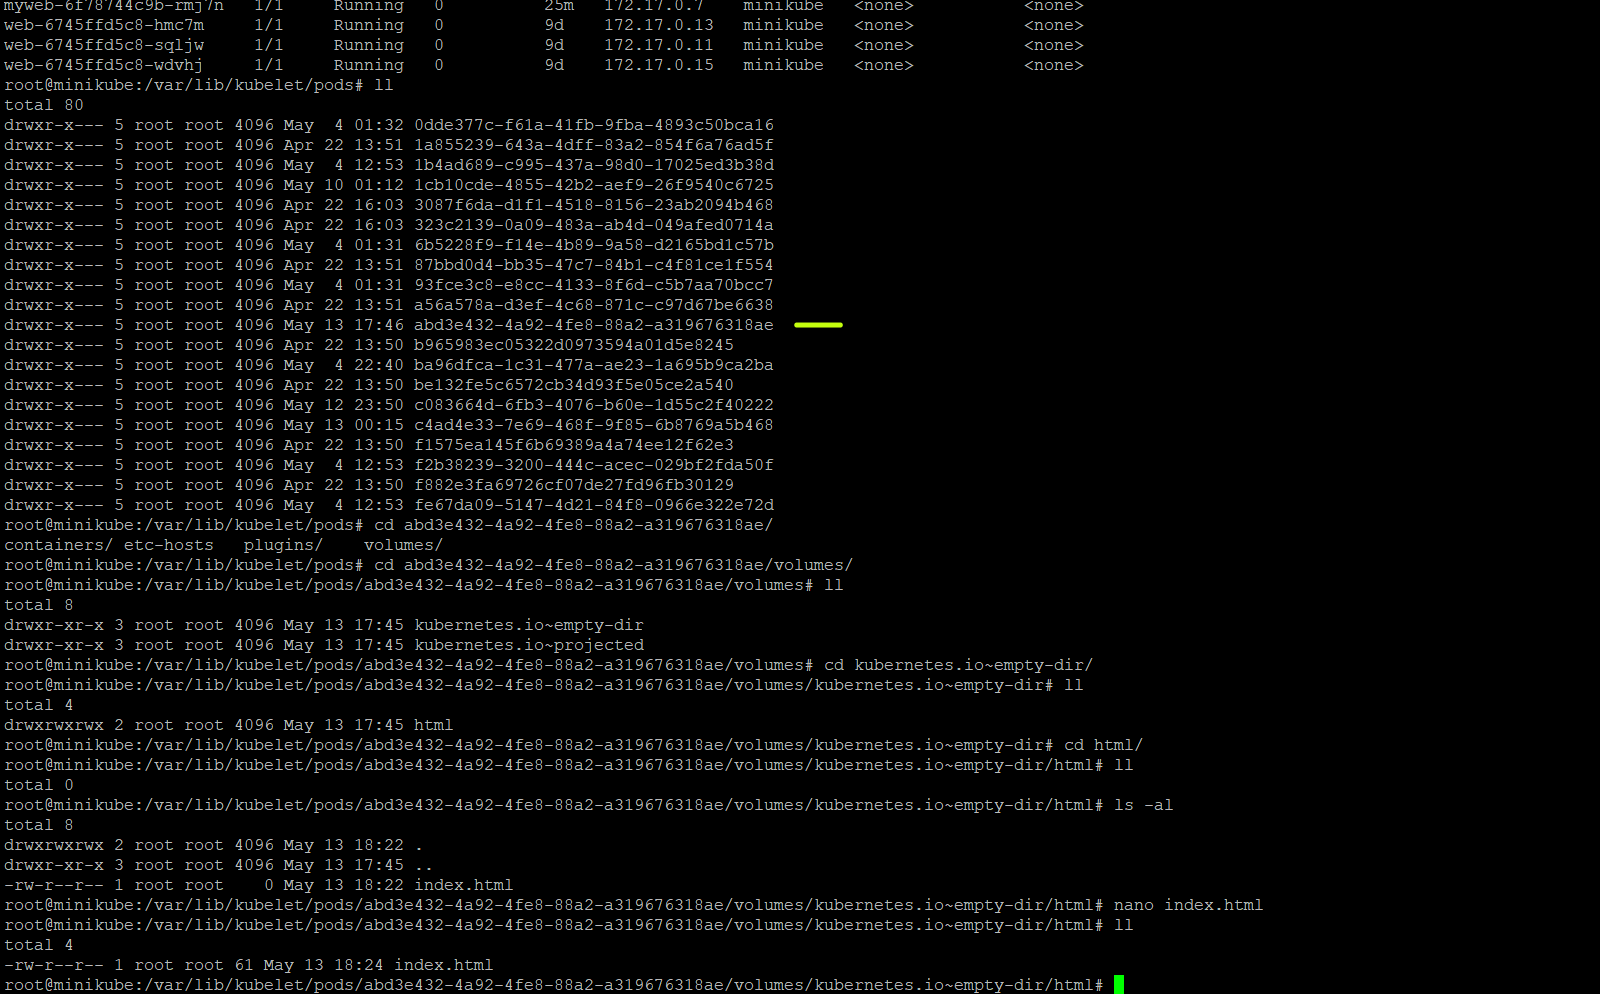 myweb-6f78744c9b-rmj7n   1/1     Running   0          25m   172.17.0.7    minikube   <none>           <none>
web-6745ffd5c8-hmc7m     1/1     Running   0          9d    172.17.0.13   minikube   <none>           <none>
web-6745ffd5c8-sqljw     1/1     Running   0          9d    172.17.0.11   minikube   <none>           <none>
web-6745ffd5c8-wdvhj     1/1     Running   0          9d    172.17.0.15   minikube   <none>           <none>
root@minikube:/var/lib/kubelet/pods# ll
total 80
drwxr-x--- 5 root root 4096 May  4 01:32 0dde377c-f61a-41fb-9fba-4893c50bca16
drwxr-x--- 5 root root 4096 Apr 22 13:51 1a855239-643a-4dff-83a2-854f6a76ad5f
drwxr-x--- 5 root root 4096 May  4 12:53 1b4ad689-c995-437a-98d0-17025ed3b38d
drwxr-x--- 5 root root 4096 May 10 01:12 1cb10cde-4855-42b2-aef9-26f9540c6725
drwxr-x--- 5 root root 4096 Apr 22 16:03 3087f6da-d1f1-4518-8156-23ab2094b468
drwxr-x--- 5 root root 4096 Apr 22 16:03 323c2139-0a09-483a-ab4d-049afed0714a
drwxr-x--- 5 root root 4096 May  4 01:31 6b5228f9-f14e-4b89-9a58-d2165bd1c57b
drwxr-x--- 5 root root 4096 Apr 22 13:51 87bbd0d4-bb35-47c7-84b1-c4f81ce1f554
drwxr-x--- 5 root root 4096 May  4 01:31 93fce3c8-e8cc-4133-8f6d-c5b7aa70bcc7
drwxr-x--- 5 root root 4096 Apr 22 13:51 a56a578a-d3ef-4c68-871c-c97d67be6638
drwxr-x--- 5 root root 4096 May 13 17:46 abd3e432-4a92-4fe8-88a2-a319676318ae
drwxr-x--- 5 root root 4096 Apr 22 13:50 b965983ec05322d0973594a01d5e8245
drwxr-x--- 5 root root 4096 May  4 22:40 ba96dfca-1c31-477a-ae23-1a695b9ca2ba
drwxr-x--- 5 root root 4096 Apr 22 13:50 be132fe5c6572cb34d93f5e05ce2a540
drwxr-x--- 5 root root 4096 May 12 23:50 c083664d-6fb3-4076-b60e-1d55c2f40222
drwxr-x--- 5 root root 4096 May 13 00:15 c4ad4e33-7e69-468f-9f85-6b8769a5b468
drwxr-x--- 5 root root 4096 Apr 22 13:50 f1575ea145f6b69389a4a74ee12f62e3
drwxr-x--- 5 root root 4096 May  4 12:53 f2b38239-3200-444c-acec-029bf2fda50f
drwxr-x--- 5 root root 4096 Apr 22 13:50 f882e3fa69726cf07de27fd96fb30129
drwxr-x--- 5 root root 4096 May  4 12:53 fe67da09-5147-4d21-84f8-0966e322e72d
root@minikube:/var/lib/kubelet/pods# cd abd3e432-4a92-4fe8-88a2-a319676318ae/
containers/ etc-hosts   plugins/    volumes/
root@minikube:/var/lib/kubelet/pods# cd abd3e432-4a92-4fe8-88a2-a319676318ae/volumes/
root@minikube:/var/lib/kubelet/pods/abd3e432-4a92-4fe8-88a2-a319676318ae/volumes# ll
total 8
drwxr-xr-x 3 root root 4096 May 13 17:45 kubernetes.io~empty-dir
drwxr-xr-x 3 root root 4096 May 13 17:45 kubernetes.io~projected
root@minikube:/var/lib/kubelet/pods/abd3e432-4a92-4fe8-88a2-a319676318ae/volumes# cd kubernetes.io~empty-dir/
root@minikube:/var/lib/kubelet/pods/abd3e432-4a92-4fe8-88a2-a319676318ae/volumes/kubernetes.io~empty-dir# ll
total 4
drwxrwxrwx 2 root root 4096 May 13 17:45 html
root@minikube:/var/lib/kubelet/pods/abd3e432-4a92-4fe8-88a2-a319676318ae/volumes/kubernetes.io~empty-dir# cd html/
root@minikube:/var/lib/kubelet/pods/abd3e432-4a92-4fe8-88a2-a319676318ae/volumes/kubernetes.io~empty-dir/html# ll
total 0
root@minikube:/var/lib/kubelet/pods/abd3e432-4a92-4fe8-88a2-a319676318ae/volumes/kubernetes.io~empty-dir/html# ls -al
total 8
drwxrwxrwx 2 root root 4096 May 13 18:22 .
drwxr-xr-x 3 root root 4096 May 13 17:45 ..
-rw-r--r-- 1 root root    0 May 13 18:22 index.html
root@minikube:/var/lib/kubelet/pods/abd3e432-4a92-4fe8-88a2-a319676318ae/volumes/kubernetes.io~empty-dir/html# nano index.html
root@minikube:/var/lib/kubelet/pods/abd3e432-4a92-4fe8-88a2-a319676318ae/volumes/kubernetes.io~empty-dir/html# ll
total 4
-rw-r--r-- 1 root root 61 May 13 18:24 index.html
root@minikube:/var/lib/kubelet/pods/abd3e432-4a92-4fe8-88a2-a319676318ae/volumes/kubernetes.io~empty-dir/html#